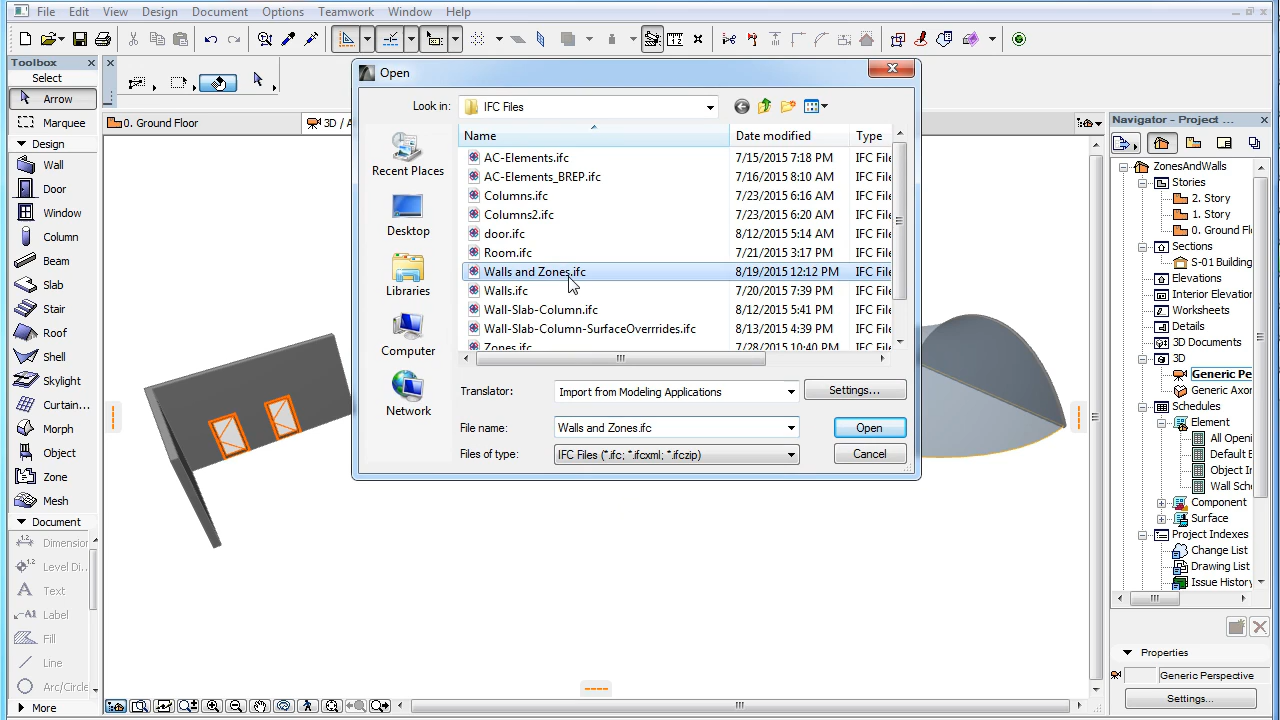 File Edit View Design Document Options Teamwork Window Help
Toolbox
Select
Arrow
Marquee
Design
Wall
Door
Window
Column
Beam
Slab
Stair
Roof
Shell
Skylight
Curtain...
Morph
Object
Zone
Mesh
Document
Dimension
Level Di...
Text
Label
Fill
Line
Arc/Circle
More
0. Ground Floor
3D / A
Open
Look in: IFC Files
Name Date modified Type
Recent Places
Desktop
Libraries
Computer
Network
AC-Elements.ifc 7/15/2015 7:18 PM IFC File
AC-Elements_BREP.ifc 7/16/2015 8:10 AM IFC File
Columns.ifc 7/23/2015 6:16 AM IFC File
Columns2.ifc 7/23/2015 6:20 AM IFC File
door.ifc 8/12/2015 5:14 AM IFC File
Room.ifc 7/21/2015 3:17 PM IFC File
Walls and Zones.ifc 8/19/2015 12:12 PM IFC File
Walls.ifc 7/20/2015 7:39 PM IFC File
Wall-Slab-Column.ifc 8/12/2015 5:41 PM IFC File
Wall-Slab-Column-SurfaceOverrrides.ifc 8/13/2015 4:39 PM IFC File
Zones.ifc 7/28/2015 10:40 PM IFC File
Translator: Import from Modeling Applications Settings...
File name: Walls and Zones.ifc Open
Files of type: IFC Files (*.ifc; *.ifcxml; *.ifczip) Cancel
Navigator - Project ...
ZonesAndWalls
Stories
2. Story
1. Story
0. Ground Fl
Sections
S-01 Building
Elevations
Interior Elevation
Worksheets
Details
3D Documents
3D
Generic Pe
Generic Axon
Schedules
Element
All Openi
Default E
Object In
Wall Sche
Component
Surface
Project Indexes
Change List
Drawing List
Issue History
Properties
Generic Perspective
Settings...